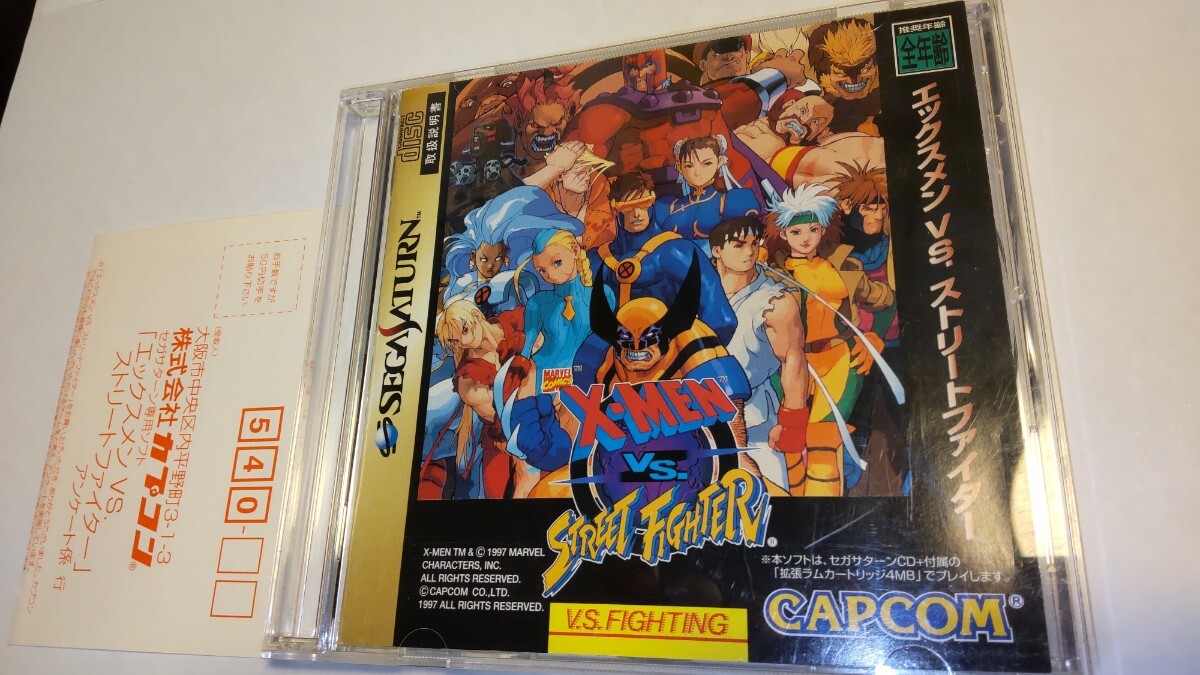 推奨年齢
全年齢
エックスメン VS. ストリートファイター
DISC
取扱説明書
SEGA SATURN™
MARVEL
COMICS
X-MEN™
VS.
STREET FIGHTER®
X-MEN TM & © 1997 MARVEL
CHARACTERS, INC.
ALL RIGHTS RESERVED.
©CAPCOM CO.,LTD.
1997 ALL RIGHTS RESERVED.
※本ソフトは、セガサターンCD+付属の
「拡張ラムカートリッジ4MB」でプレイします。
V.S. FIGHTING
CAPCOM®
お手数ですが
50円切手を
お貼り下さい
540-
(受取人)
大阪市中央区内平野町3-1-3
株式会社カプコン®
セガサターン専用ソフト
「エックスメン VS
ストリートファイター」
アンケート係 行